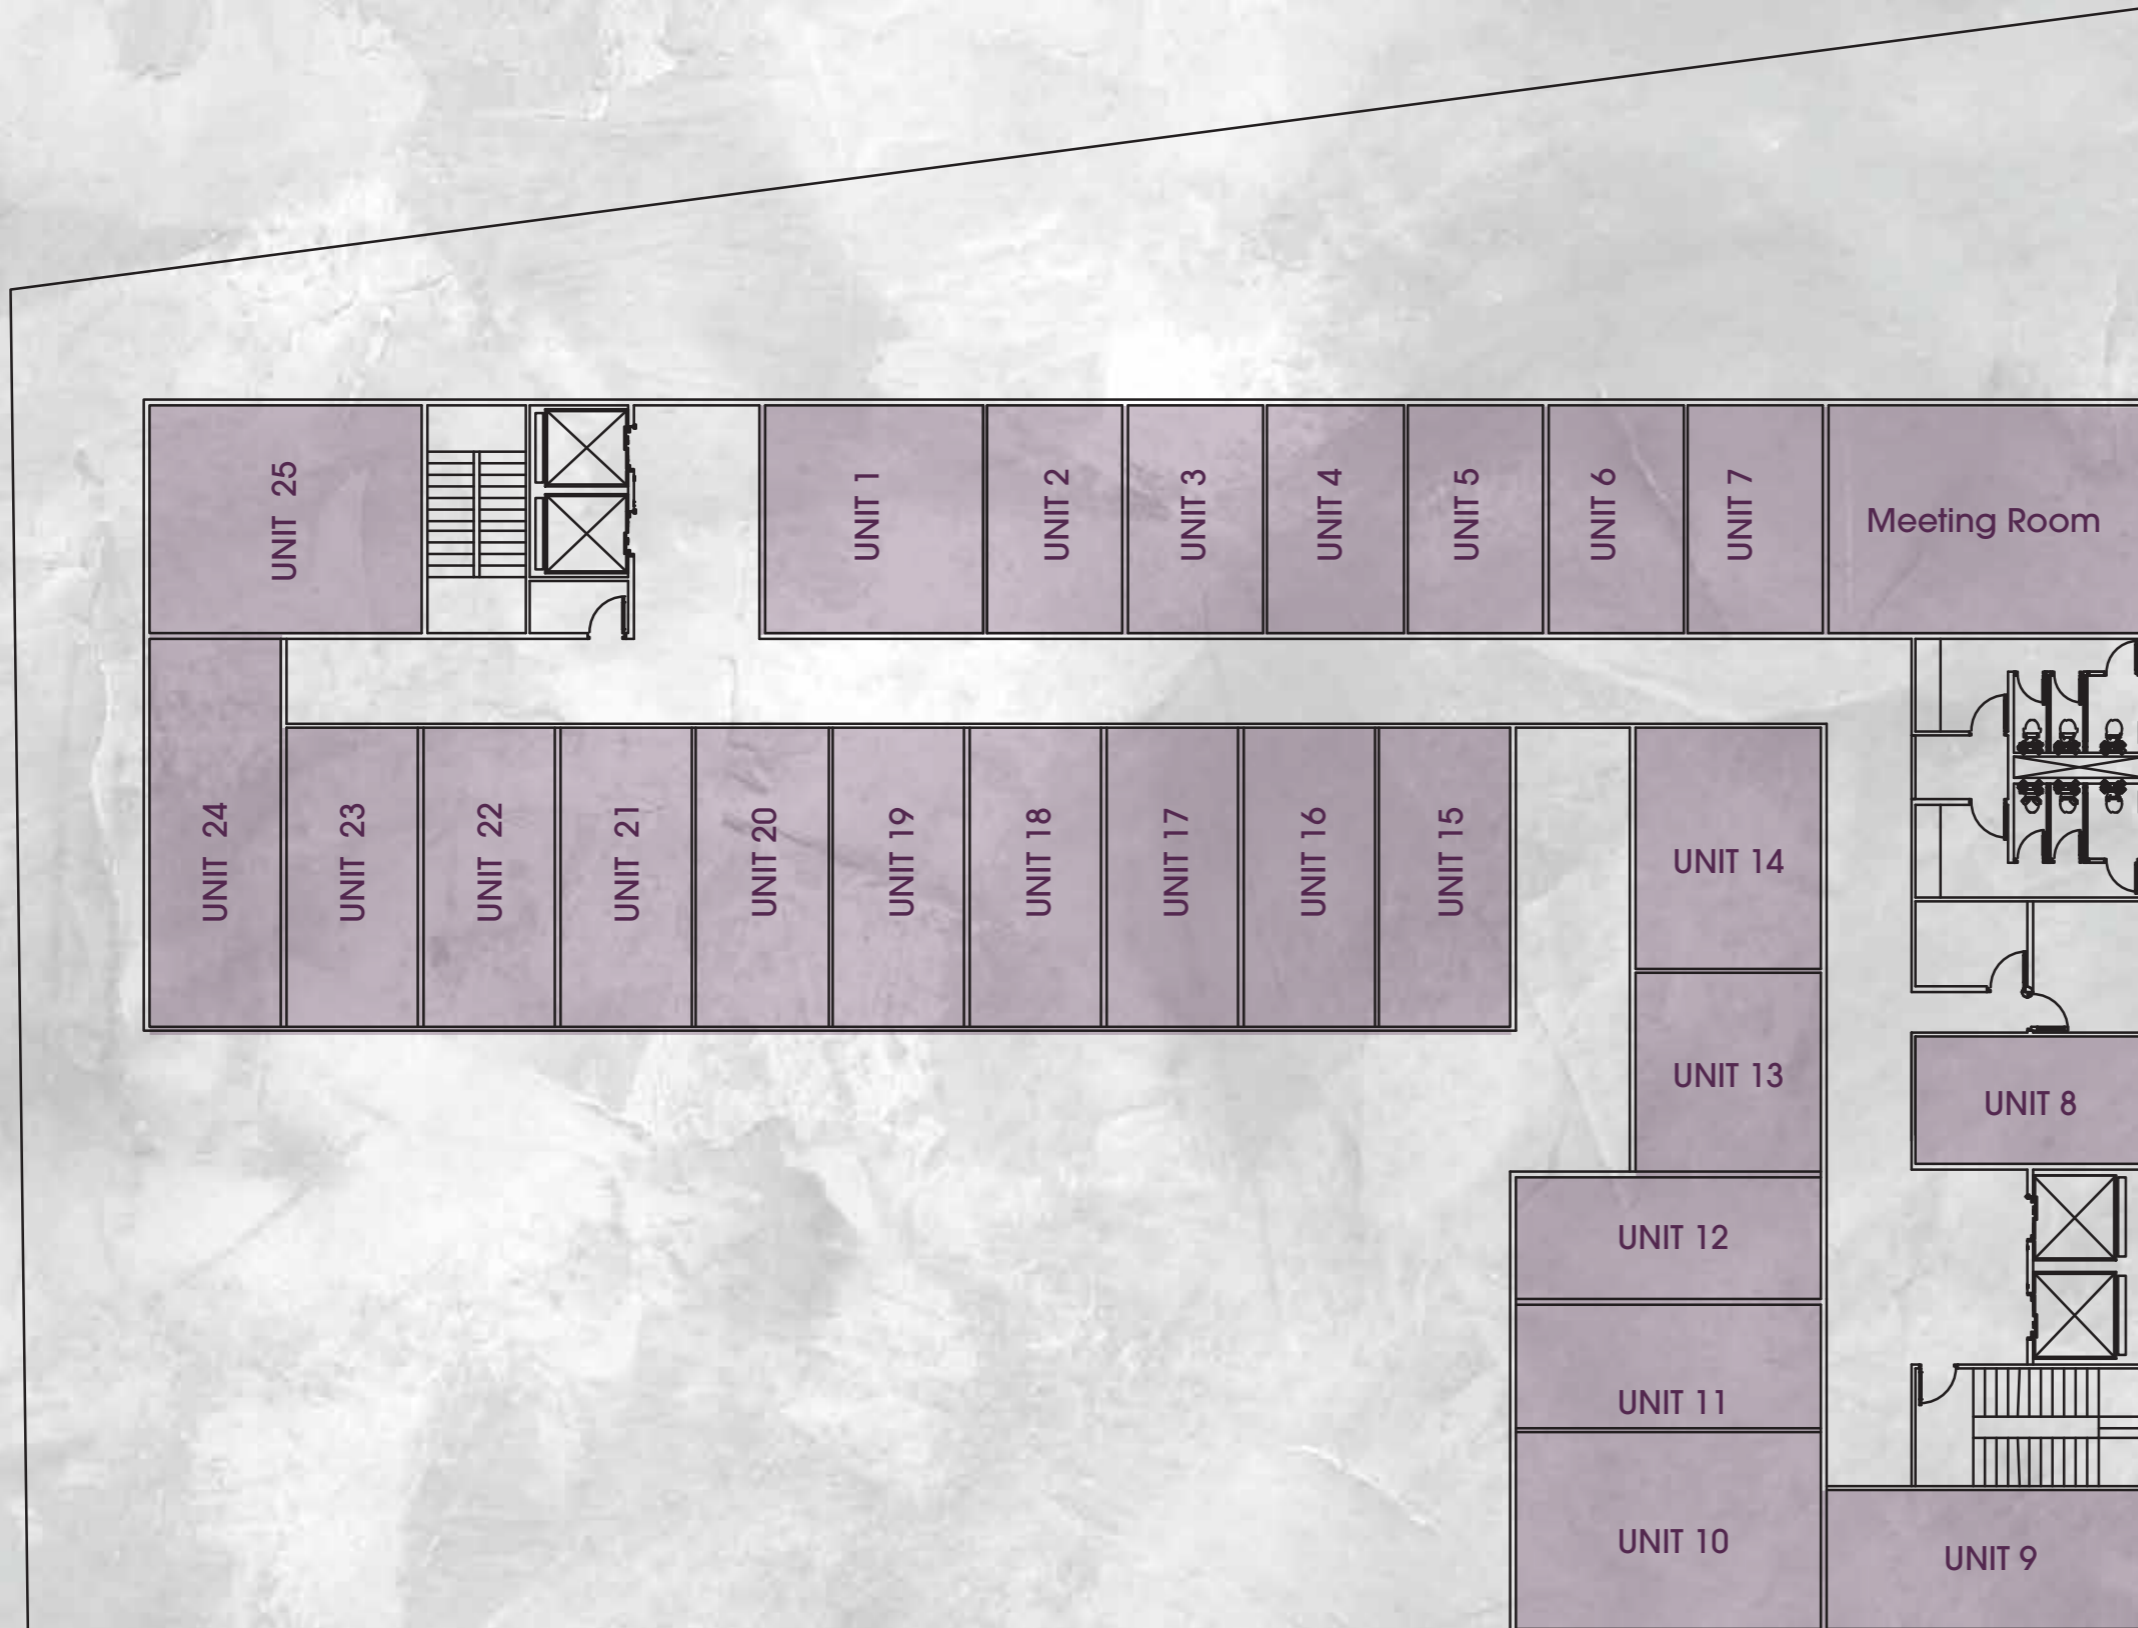 UNIT 25
UNIT 1
UNIT 2
UNIT 3
UNIT 4
UNIT 5
UNIT 6
UNIT 7
Meeting Room
UNIT 24
UNIT 23
UNIT 22
UNIT 21
UNIT 20
UNIT 19
UNIT 18
UNIT 17
UNIT 16
UNIT 15
UNIT 14
UNIT 13
UNIT 8
UNIT 12
UNIT 11
UNIT 10
UNIT 9